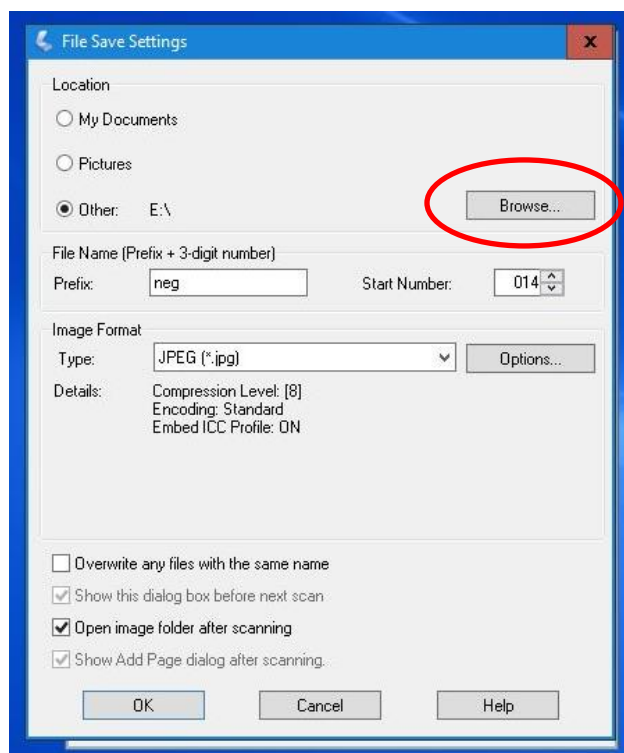 File Save Settings
x
Location
My Documents
Pictures
Other: E:\
Browse...
File Name (Prefix + 3-digit number)
Prefix: neg Start Number: 014
Image Format
Type: JPEG (*.jpg) Options...
Details: Compression Level: [8]
Encoding: Standard
Embed ICC Profile: ON
Overwrite any files with the same name
Show this dialog box before next scan
Open image folder after scanning
Show Add Page dialog after scanning.
OK Cancel Help